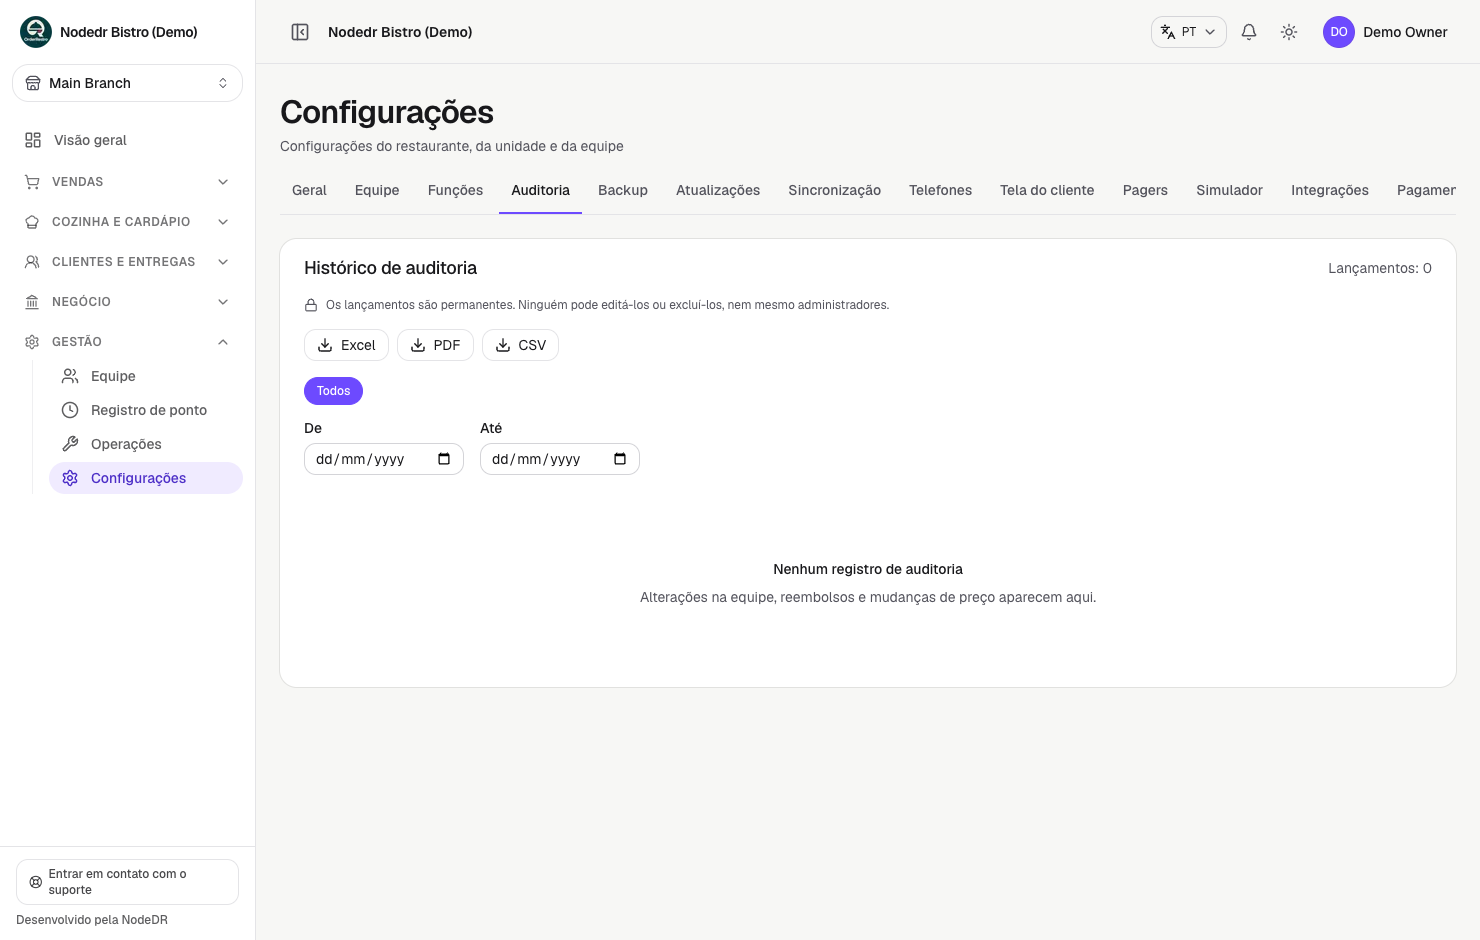 Nodedr Bistro (Demo)
Main Branch
Visão geral
VENDAS
COZINHA E CARDÁPIO
CLIENTES E ENTREGAS
NEGÓCIO
GESTÃO
Equipe
Registro de ponto
Operações
Configurações
Entrar em contato com o
suporte
Desenvolvido pela NodeDR
Nodedr Bistro (Demo)
PT
DO
Demo Owner
Configurações
Configurações do restaurante, da unidade e da equipe
Geral Equipe Funções Auditoria Backup Atualizações Sincronização Telefones Tela do cliente Pagers Simulador Integrações Pagamen
Histórico de auditoria
Lançamentos: 0
Os lançamentos são permanentes. Ninguém pode editá-los ou excluí-los, nem mesmo administradores.
Excel PDF CSV
Todos
De Até
dd/mm/yyyy dd/mm/yyyy
Nenhum registro de auditoria
Alterações na equipe, reembolsos e mudanças de preço aparecem aqui.